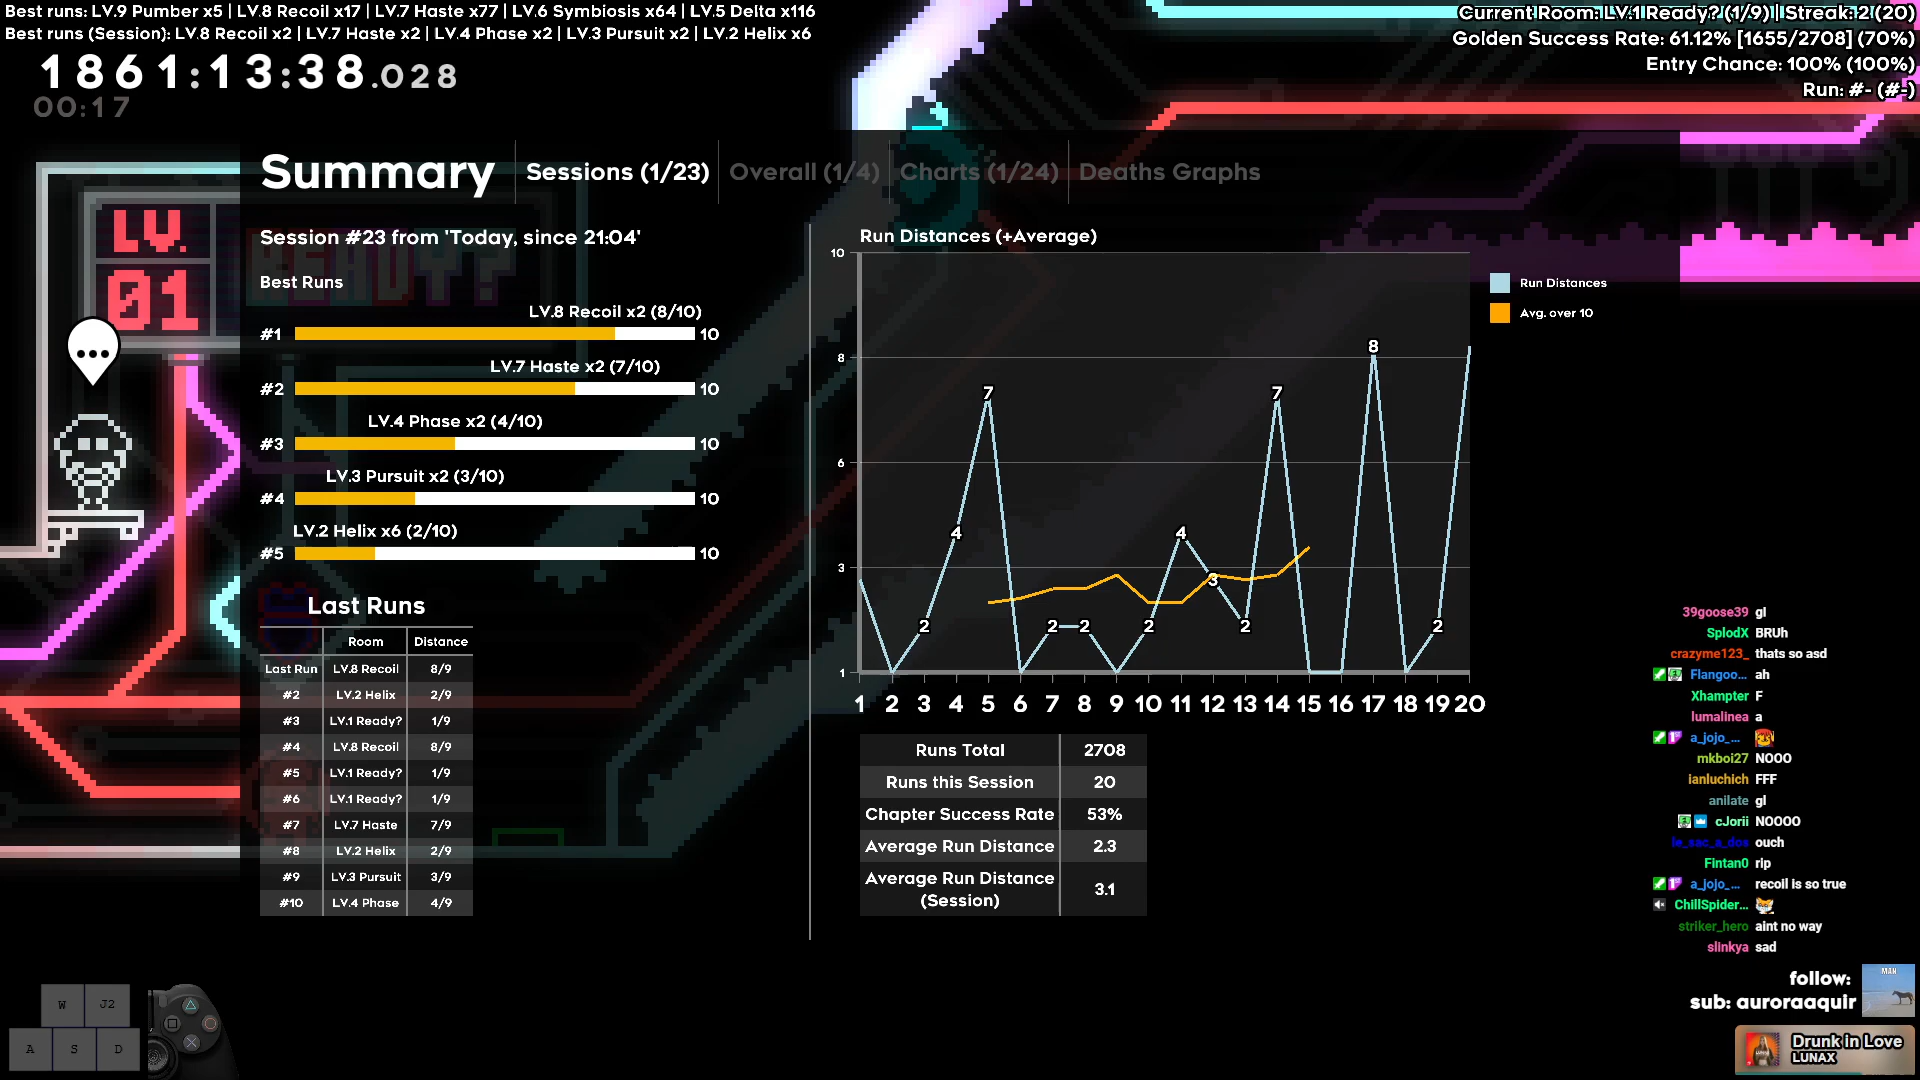 Best runs: LV.9 Pumber x5 | LV.8 Recoil x17 | LV.7 Haste x77 | LV.6 Symbiosis x64 | LV.5 Delta x116
Best runs (Session): LV.8 Recoil x2 | LV.7 Haste x2 | LV.4 Phase x2 | LV.3 Pursuit x2 | LV.2 Helix x6
1861:13:38.028
00:17
Current Room: LV.1 Ready? (1/9) | Streak: 2 (20)
Golden Success Rate: 61.12% [1655/2708] (70%)
Entry Chance: 100% (100%)
Run: #- (#-)
Summary
Sessions (1/23)
Overall (1/4)
Charts (1/24)
Deaths Graphs
LV.
01
READY?
Session #23 from 'Today, since 21:04'
Best Runs
LV.8 Recoil x2 (8/10)
#1 10
LV.7 Haste x2 (7/10)
#2 10
LV.4 Phase x2 (4/10)
#3 10
LV.3 Pursuit x2 (3/10)
#4 10
LV.2 Helix x6 (2/10)
#5 10
Last Runs
Room Distance
Last Run LV.8 Recoil 8/9
#2 LV.2 Helix 2/9
#3 LV.1 Ready? 1/9
#4 LV.8 Recoil 8/9
#5 LV.1 Ready? 1/9
#6 LV.1 Ready? 1/9
#7 LV.7 Haste 7/9
#8 LV.2 Helix 2/9
#9 LV.3 Pursuit 3/9
#10 LV.4 Phase 4/9
Run Distances (+Average)
10
8
6
3
1
2 4 7 2 2 2 4 3 2 7 8 2
1 2 3 4 5 6 7 8 9 10 11 12 13 14 15 16 17 18 19 20
Run Distances
Avg. over 10
Runs Total 2708
Runs this Session 20
Chapter Success Rate 53%
Average Run Distance 2.3
Average Run Distance (Session) 3.1
39goose39 gl
SplodX BRUh
crazyme123_ thats so asd
Flangoo... ah
Xhampter F
lumalinea a
a_jojo_...
mkboi27 NOOO
ianluchich FFF
anilate gl
cJorii NOOOO
le_sac_a_dos ouch
Fintan0 rip
a_jojo_... recoil is so true
ChillSpider...
striker_hero aint no way
slinkya sad
follow:
sub: auroraaquir
MAN
Drunk in Love
LUNAX
W J2
A S D